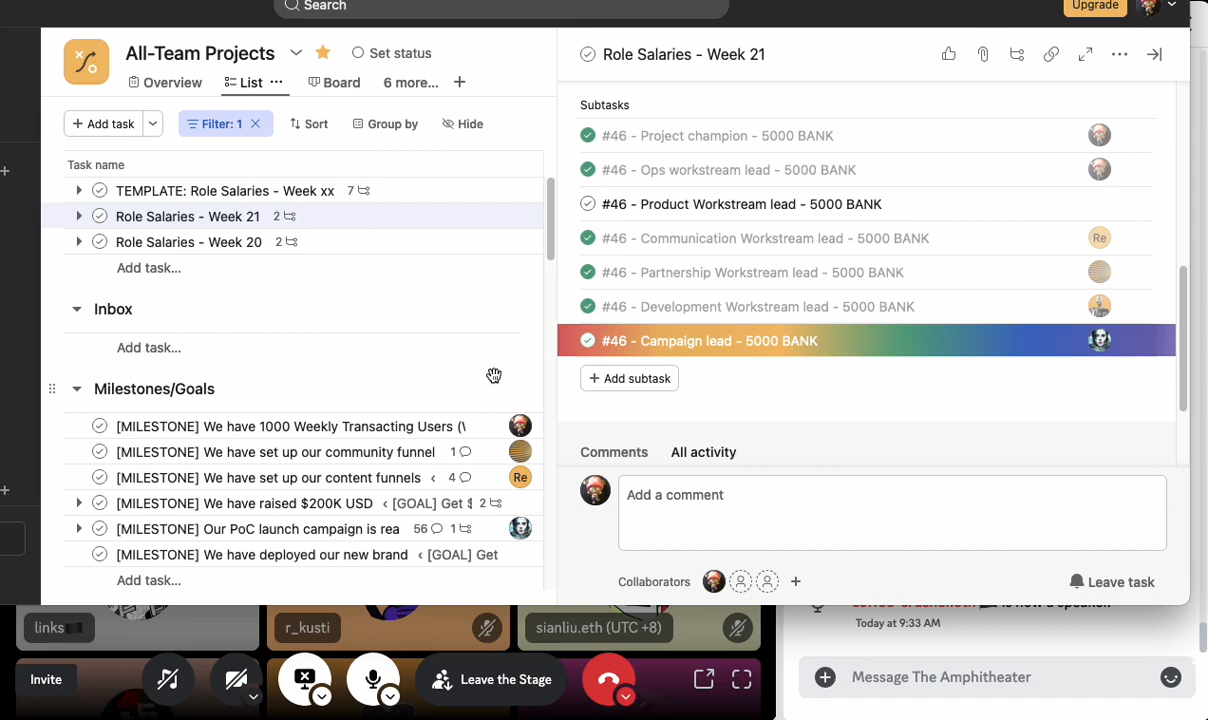 Search
Upgrade
All-Team Projects
Set status
Overview
List
Board
6 more...
Add task
Filter: 1
Sort
Group by
Hide
Task name
TEMPLATE: Role Salaries - Week xx 7
Role Salaries - Week 21 2
Role Salaries - Week 20 2
Add task...
Inbox
Add task...
Milestones/Goals
[MILESTONE] We have 1000 Weekly Transacting Users (\
[MILESTONE] We have set up our community funnel 1
[MILESTONE] We have set up our content funnels ‹ 4
Re
[MILESTONE] We have raised $200K USD ‹ [GOAL] Get $ 2
[MILESTONE] Our PoC launch campaign is rea 56 1
[MILESTONE] We have deployed our new brand ‹ [GOAL] Get
Add task...
Role Salaries - Week 21
Subtasks
#46 - Project champion - 5000 BANK
#46 - Ops workstream lead - 5000 BANK
#46 - Product Workstream lead - 5000 BANK
#46 - Communication Workstream lead - 5000 BANK
Re
#46 - Partnership Workstream lead - 5000 BANK
#46 - Development Workstream lead - 5000 BANK
#46 - Campaign lead - 5000 BANK
Add subtask
Comments All activity
Add a comment
Collaborators
Leave task
links
r_kusti
sianliu.eth (UTC +8)
Invite
Leave the Stage
is now a speaker.
Today at 9:33 AM
Message The Amphitheater